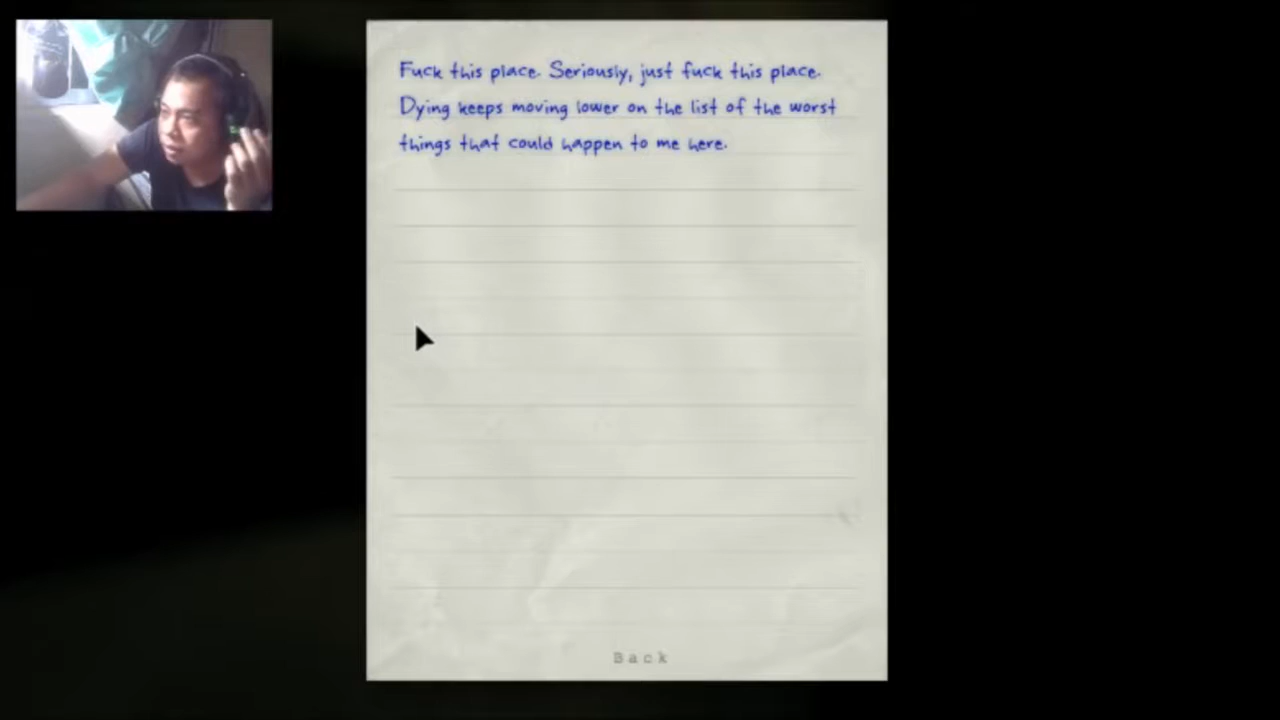 Fuck this place. Seriously, just fuck this place.
Dying keeps moving lower on the list of the worst
things that could happen to me here.
Back